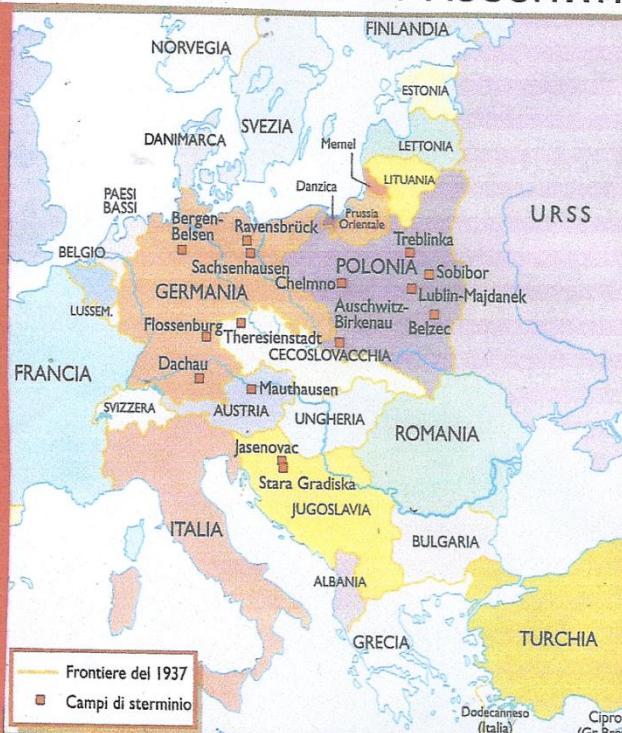 NORVEGIA
FINLANDIA
SVEZIA
ESTONIA
DANIMARCA
LETTONIA
Memel
LITUANIA
Danzica
PAESI
BASSI
Prussia
Orientale
URSS
Bergen-
Belsen
Ravensbrück
Treblinka
BELGIO
Sachsenhausen
POLONIA
Sobibor
Chelmno
GERMANIA
Lublin-Majdanek
LUSSEM.
Auschwitz-
Birkenau
Belzec
Flossenburg
Theresienstadt
CECOSLOVACCHIA
FRANCIA
Dachau
Mauthausen
SVIZZERA
AUSTRIA
UNGHERIA
ROMANIA
Jasenovac
Stara Gradiska
ITALIA
JUGOSLAVIA
BULGARIA
ALBANIA
GRECIA
TURCHIA
Frontiere del 1937
Campi di sterminio
Dodecanneso
(Italia)
Cipro